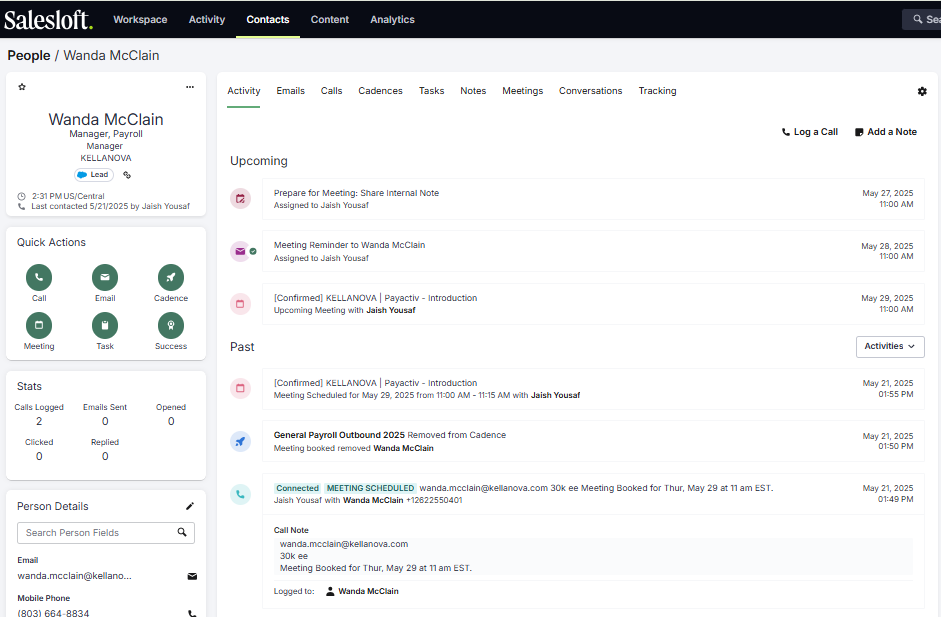 Salesloft.
Workspace Activity Contacts Content Analytics
People / Wanda McClain
Wanda McClain
Manager, Payroll
Manager
KELLANOVA
Lead
2:31 PM US/Central
Last contacted 5/21/2025 by Jaish Yousaf
Quick Actions
Call Email Cadence
Meeting Task Success
Stats
Calls Logged Emails Sent Opened
2 0 0
Clicked Replied
0 0
Person Details
Search Person Fields
Email
wanda.mcclain@kellano...
Mobile Phone
(803) 664-8834
Activity Emails Calls Cadences Tasks Notes Meetings Conversations Tracking
Log a Call Add a Note
Upcoming
Prepare for Meeting: Share Internal Note
Assigned to Jaish Yousaf
May 27, 2025
11:00 AM
Meeting Reminder to Wanda McClain
Assigned to Jaish Yousaf
May 28, 2025
11:00 AM
[Confirmed] KELLANOVA | Payactiv - Introduction
Upcoming Meeting with Jaish Yousaf
May 29, 2025
11:00 AM
Past
Activities
[Confirmed] KELLANOVA | Payactiv - Introduction
Meeting Scheduled for May 29, 2025 from 11:00 AM - 11:15 AM with Jaish Yousaf
May 21, 2025
01:55 PM
General Payroll Outbound 2025 Removed from Cadence
Meeting booked removed Wanda McClain
May 21, 2025
01:50 PM
Connected MEETING SCHEDULED wanda.mcclain@kellanova.com 30k ee Meeting Booked for Thur, May 29 at 11 am EST.
Jaish Yousaf with Wanda McClain +12622550401
May 21, 2025
01:49 PM
Call Note
wanda.mcclain@kellanova.com
30k ee
Meeting Booked for Thur, May 29 at 11 am EST.
Logged to: Wanda McClain